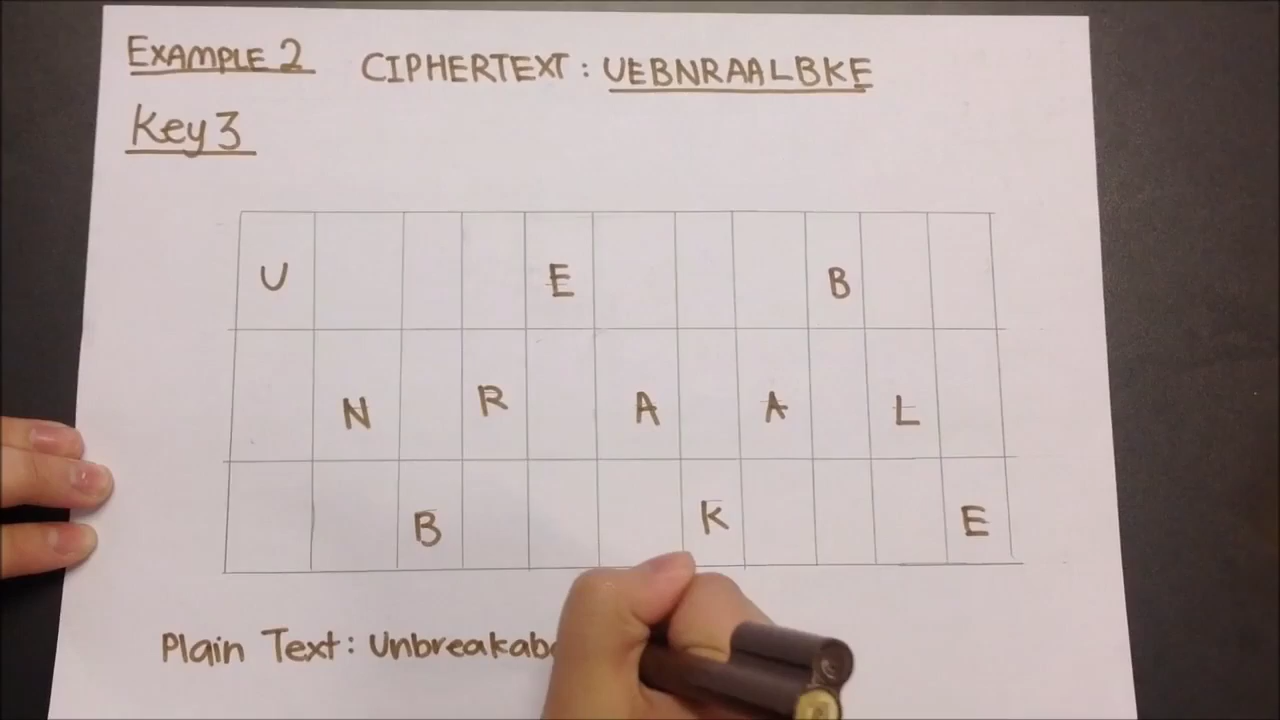 EXAMPLE 2 CIPHERTEXT: UEBNRAALBKE
Key 3
U E B
N R A A L
B K E
Plain Text: Unbreakab